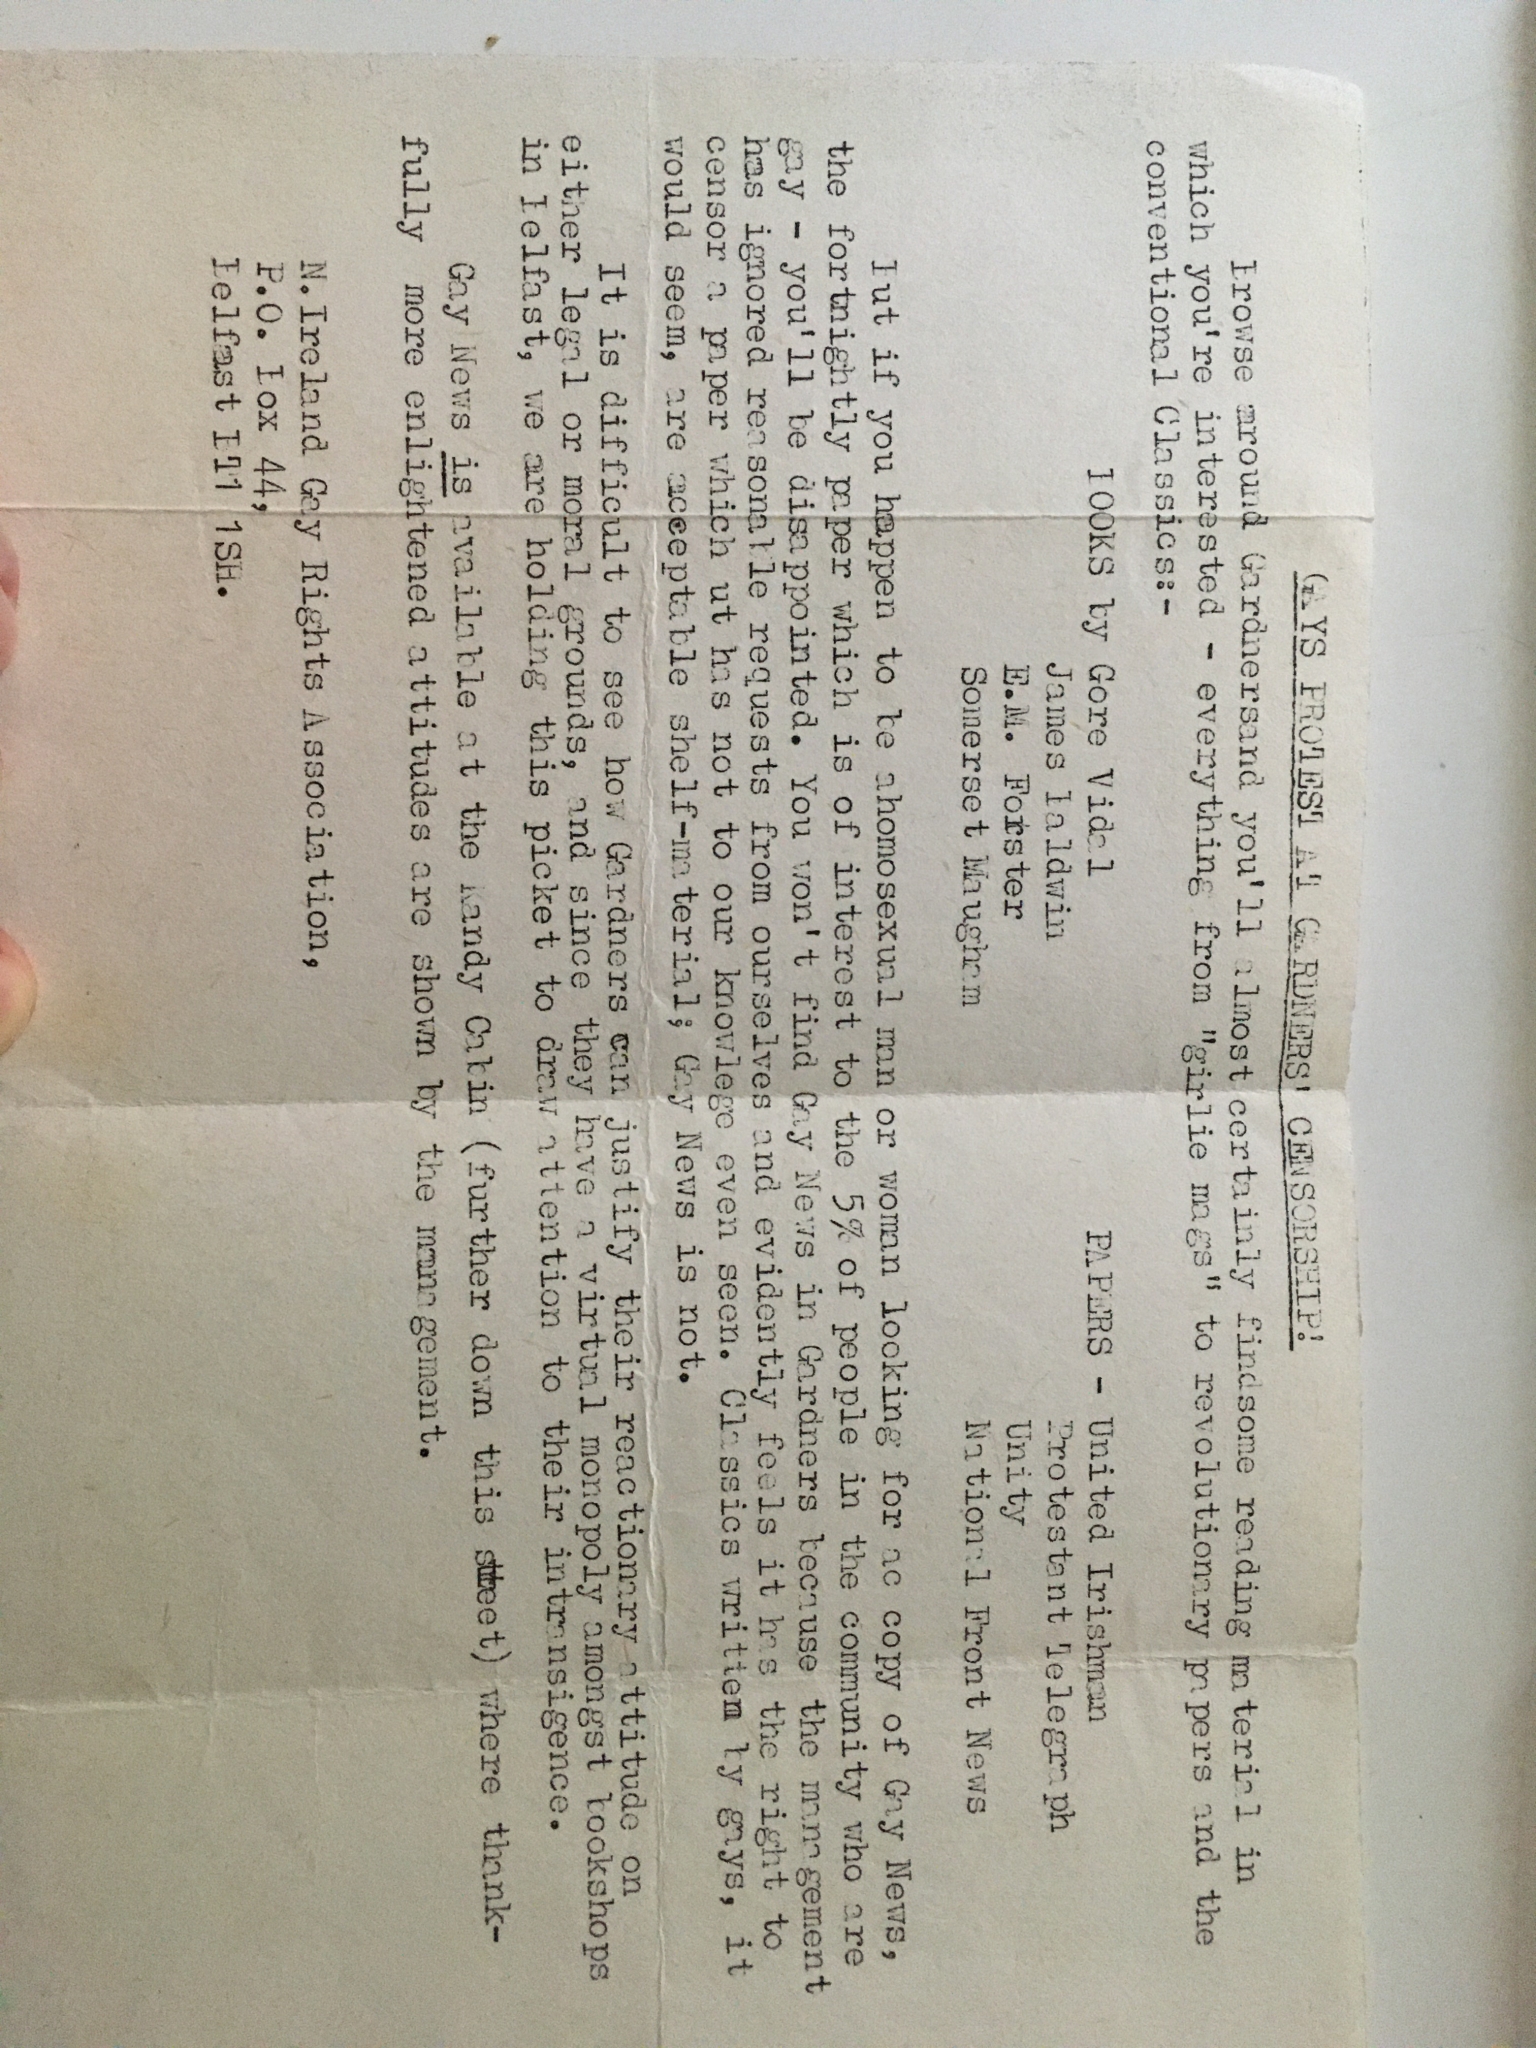 GAYS PROTEST AT GARDNERS' CENSORSHIP!
Browse around Gardnersand you'll almost certainly findsome reading material in
which you're interested - everything from "girlie mags" to revolutionary papers and the
conventional Classics:-
BOOKS by Gore Vidal PAPERS - United Irishman
James Baldwin Protestant Telegraph
E.M. Forster Unity
Somerset Maugham National Front News
But if you happen to be ahomosexual man or woman looking for ac copy of Gay News,
the fortnightly paper which is of interest to the 5% of people in the community who are
gay - you'll be disappointed. You won't find Gay News in Gardners because the management
has ignored reasonable requests from ourselves and evidently feels it has the right to
censor a paper which ut has not to our knowlege even seen. Classics writtem by gays, it
would seem, are acceptable shelf-material; Gay News is not.
It is difficult to see how Gardners can justify their reactionary attitude on
either legal or moral grounds, and since they have a virtual monopoly amongst bookshops
in Belfast, we are holding this picket to draw attention to their intransigence.
Gay News is available at the Kandy Cabin (further down this street) where thank-
fully more enlightened attitudes are shown by the management.
N.Ireland Gay Rights Association,
P.O. Box 44,
Belfast BT1 1SH.